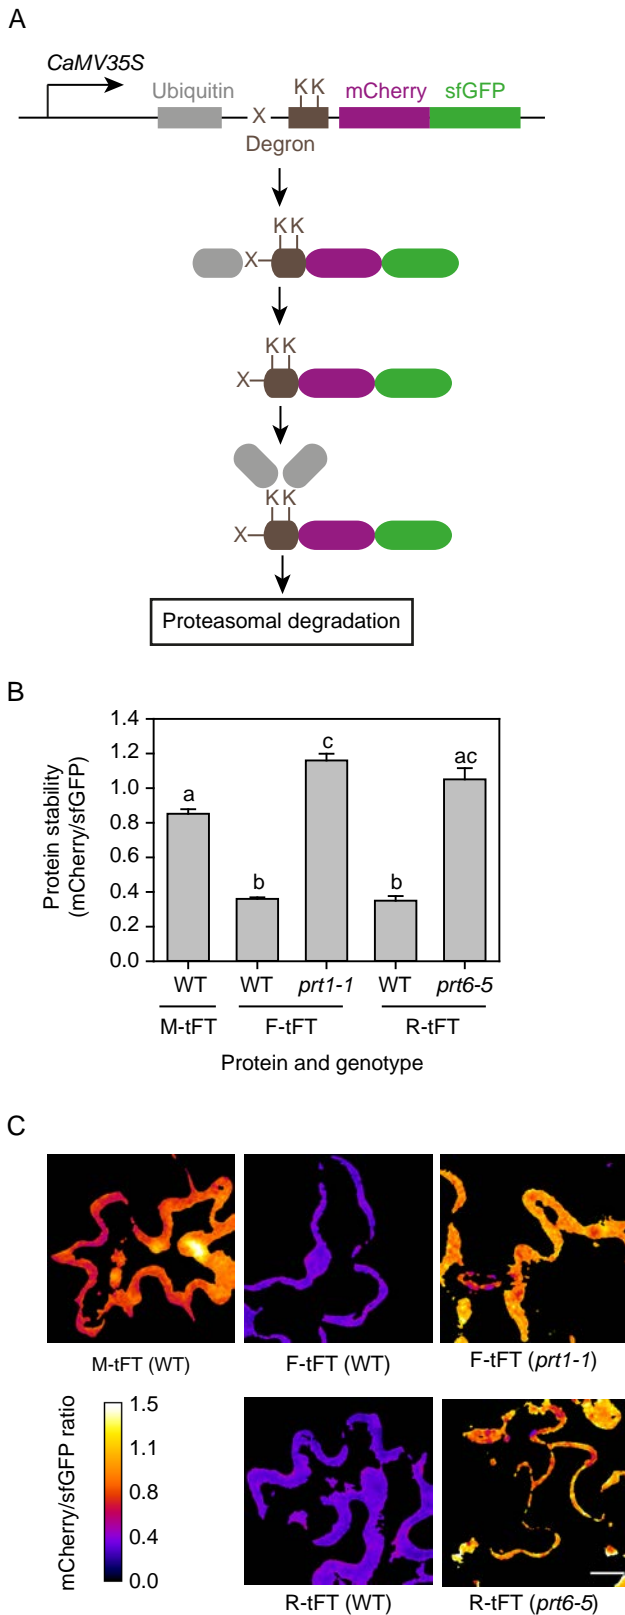 A
CaMV35S
Ubiquitin
K K
mCherry
sfGFP
X
Degron
K K
X
K K
X
K K
X
Proteasomal degradation
B
Protein stability
(mCherry/sfGFP)
1.4
1.2
1.0
0.8
0.6
0.4
0.2
0.0
a
b
c
b
ac
WT
WT
prt1-1
WT
prt6-5
M-tFT
F-tFT
R-tFT
Protein and genotype
C
M-tFT (WT)
F-tFT (WT)
F-tFT (prt1-1)
mCherry/sfGFP ratio
1.5
1.1
0.8
0.4
0.0
R-tFT (WT)
R-tFT (prt6-5)